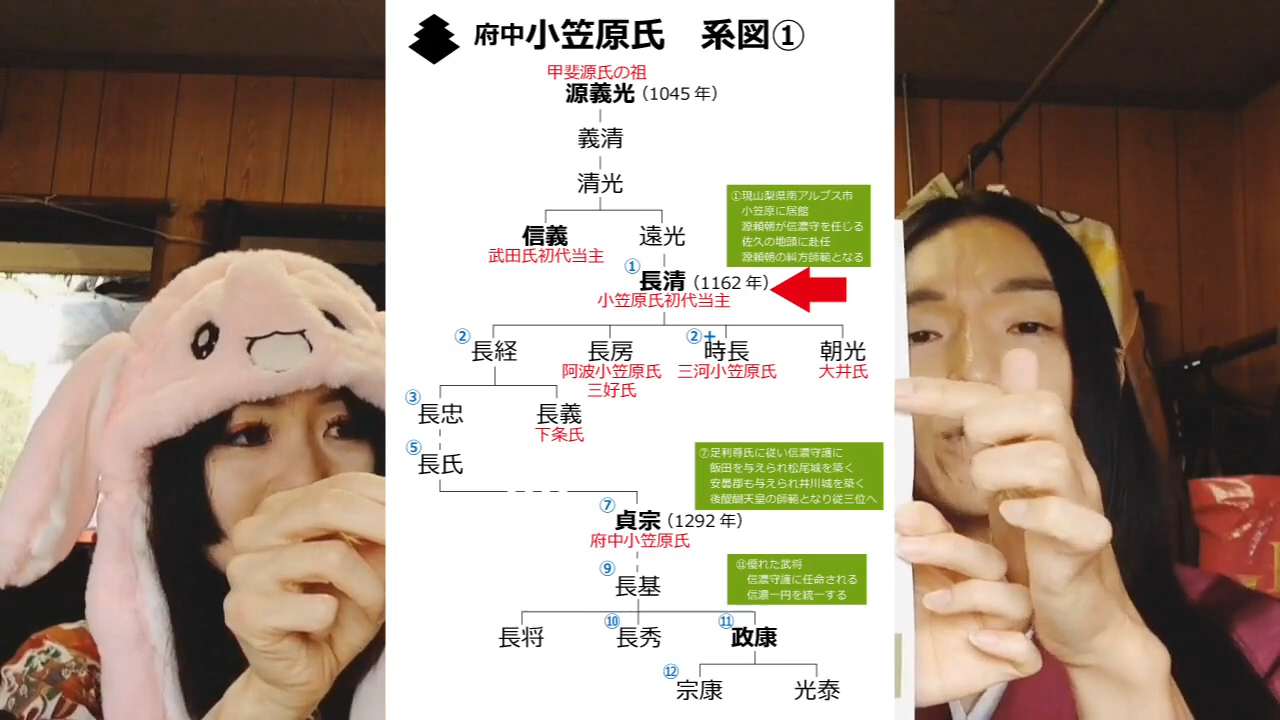 府中小笠原氏 系図①
甲斐源氏の祖
源義光(1045年)
義清
清光
信義
武田氏初代当主
遠光
①現山梨県南アルプス市
小笠原に居館
源頼朝が信濃守を任じる
佐久の地頭に赴任
源頼朝の糾方師範となる
①
長清(1162年)
小笠原氏初代当主
②
長経
長房
阿波小笠原氏
三好氏
②+
時長
三河小笠原氏
朝光
大井氏
③
長忠
長義
下条氏
⑤
長氏
⑦足利尊氏に従い信濃守護に
飯田を与えられ松尾城を築く
安曇郡も与えられ井川城を築く
後醍醐天皇の師範となり従三位へ
⑦
貞宗(1292年)
府中小笠原氏
⑨
長基
⑪優れた武将
信濃守護に任命される
信濃一円を統一する
長将
⑩
長秀
⑪
政康
⑫
宗康
光泰